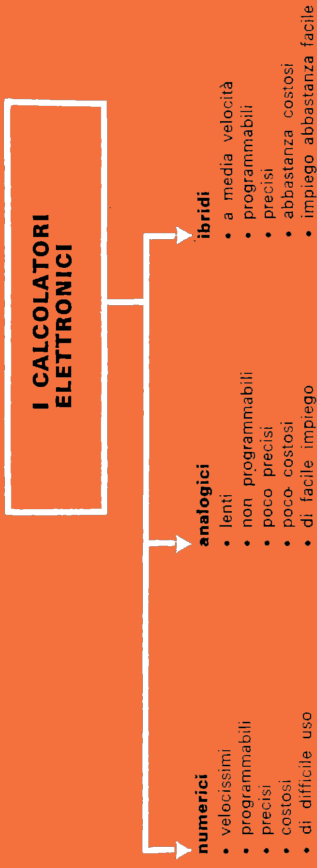 I CALCOLATORI
ELETTRONICI
numerici
• velocissimi
• programmabili
• precisi
• costosi
• di difficile uso
analogici
• lenti
• non programmabili
• poco precisi
• poco costosi
• di facile impiego
ibridi
• a media velocità
• programmabili
• precisi
• abbastanza costosi
• impiego abbastanza facile